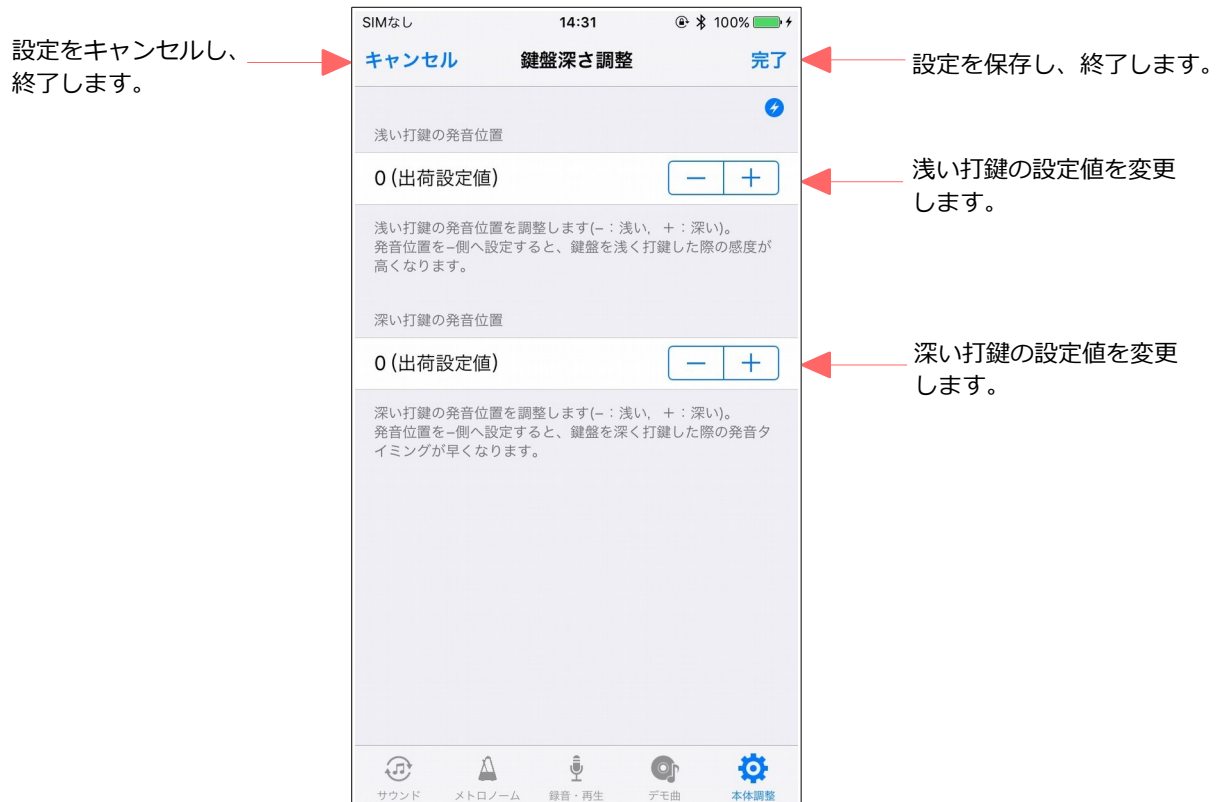 SIMなし 14:31 100%
キャンセル 鍵盤深さ調整 完了
設定をキャンセルし、
終了します。
設定を保存し、終了します。
浅い打鍵の発音位置
0 (出荷設定値) − +
浅い打鍵の設定値を変更
します。
浅い打鍵の発音位置を調整します(−：浅い，＋：深い)。
発音位置を−側へ設定すると、鍵盤を浅く打鍵した際の感度が
高くなります。
深い打鍵の発音位置
0 (出荷設定値) − +
深い打鍵の設定値を変更
します。
深い打鍵の発音位置を調整します(−：浅い，＋：深い)。
発音位置を−側へ設定すると、鍵盤を深く打鍵した際の発音タ
イミングが早くなります。
サウンド メトロノーム 録音・再生 デモ曲 本体調整